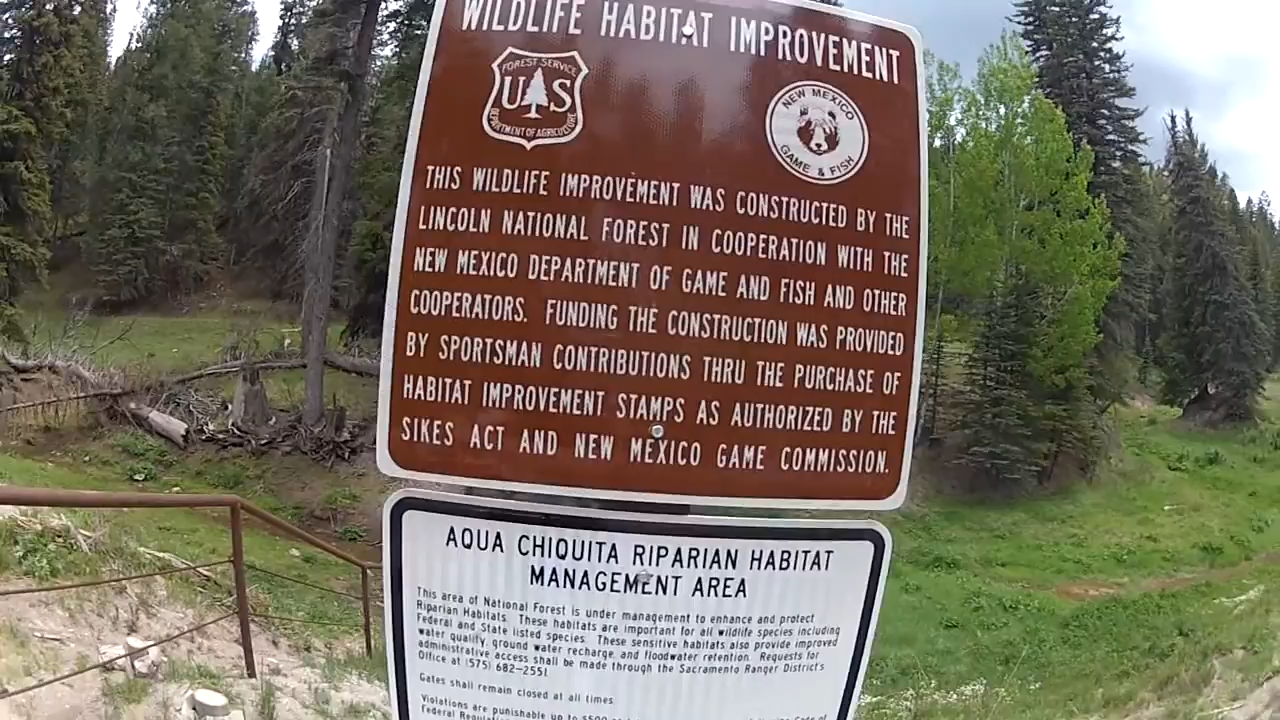 WILDLIFE HABITAT IMPROVEMENT
FOREST SERVICE
U S
DEPARTMENT OF AGRICULTURE
NEW MEXICO
GAME & FISH
THIS WILDLIFE IMPROVEMENT WAS CONSTRUCTED BY THE
LINCOLN NATIONAL FOREST IN COOPERATION WITH THE
NEW MEXICO DEPARTMENT OF GAME AND FISH AND OTHER
COOPERATORS. FUNDING THE CONSTRUCTION WAS PROVIDED
BY SPORTSMAN CONTRIBUTIONS THRU THE PURCHASE OF
HABITAT IMPROVEMENT STAMPS AS AUTHORIZED BY THE
SIKES ACT AND NEW MEXICO GAME COMMISSION.
AQUA CHIQUITA RIPARIAN HABITAT
MANAGEMENT AREA
This area of National Forest is under management to enhance and protect
Riparian Habitats. These habitats are important for all wildlife species including
Federal and State listed species. These sensitive habitats also provide improved
water quality, ground water recharge, and floodwater retention. Requests for
administrative access shall be made through the Sacramento Ranger District's
Office at (575) 682-2551.
Gates shall remain closed at all times.
Violations are punishable up to $500 Code of
Federal